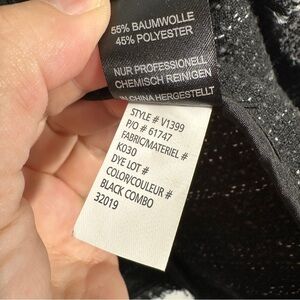 55% BAUMWOLLE
45% POLYESTER
NUR PROFESSIONELL
CHEMISCH REINIGEN
IN CHINA HERGESTELLT
STYLE # V1399
P/O # 61747
FABRIC/MATERIEL #
K030
DYE LOT #
COLOR/COULEUR #
BLACK COMBO
32019